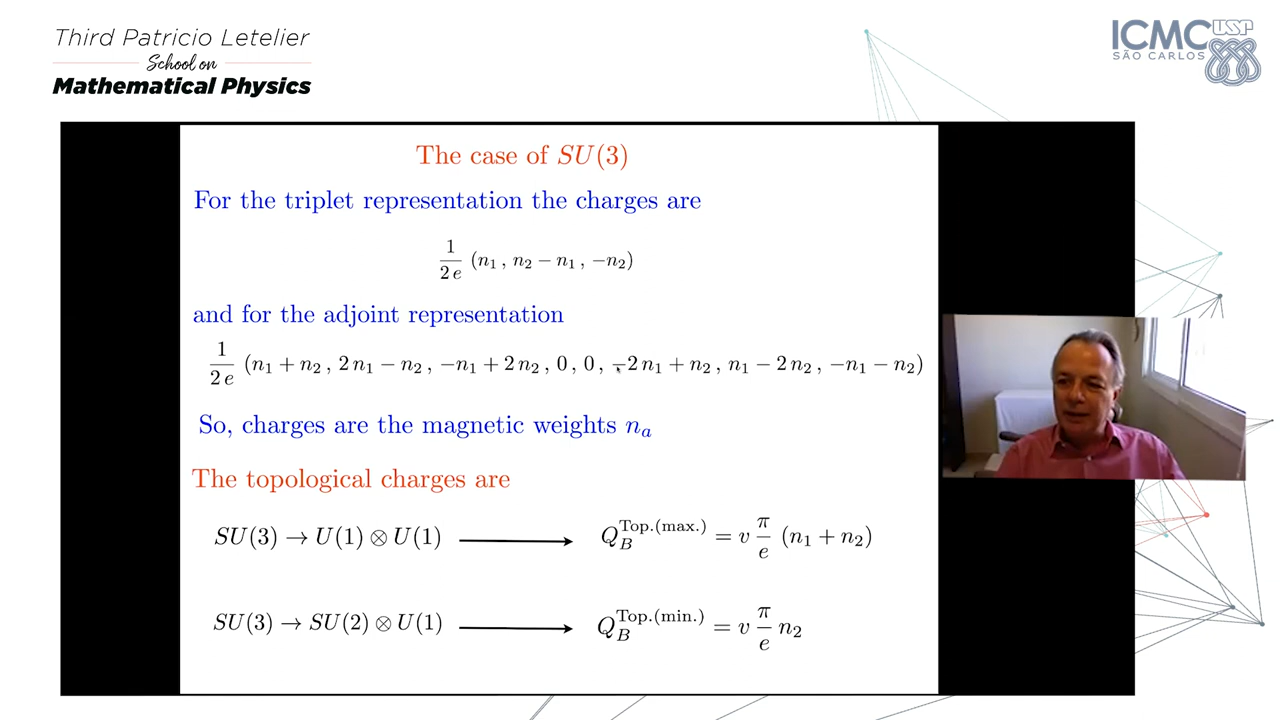 Third Patricio Letelier
School on
Mathematical Physics
ICMC USP
SÃO CARLOS
The case of SU(3)
For the triplet representation the charges are
1/(2 e) (n₁ , n₂ − n₁ , −n₂)
and for the adjoint representation
1/(2 e) (n₁ + n₂ , 2 n₁ − n₂ , −n₁ + 2 n₂ , 0 , 0 , −2 n₁ + n₂ , n₁ − 2 n₂ , −n₁ − n₂)
So, charges are the magnetic weights nₐ
The topological charges are
SU(3) → U(1) ⊗ U(1) ⟶ Q_B^{Top.(max.)} = v π/e (n₁ + n₂)
SU(3) → SU(2) ⊗ U(1) ⟶ Q_B^{Top.(min.)} = v π/e n₂